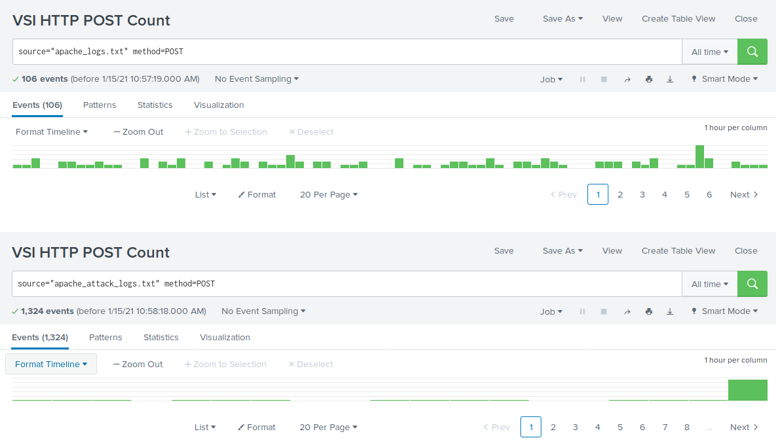 VSI HTTP POST Count
Save Save As View Create Table View Close
source="apache_logs.txt" method=POST
All time
106 events (before 1/15/21 10:57:19.000 AM) No Event Sampling Job Smart Mode
Events (106) Patterns Statistics Visualization
Format Timeline — Zoom Out + Zoom to Selection × Deselect 1 hour per column
List Format 20 Per Page < Prev 1 2 3 4 5 6 Next >
VSI HTTP POST Count
Save Save As View Create Table View Close
source="apache_attack_logs.txt" method=POST
All time
1,324 events (before 1/15/21 10:58:18.000 AM) No Event Sampling Job Smart Mode
Events (1,324) Patterns Statistics Visualization
Format Timeline — Zoom Out + Zoom to Selection × Deselect 1 hour per column
List Format 20 Per Page < Prev 1 2 3 4 5 6 7 8 ... Next >